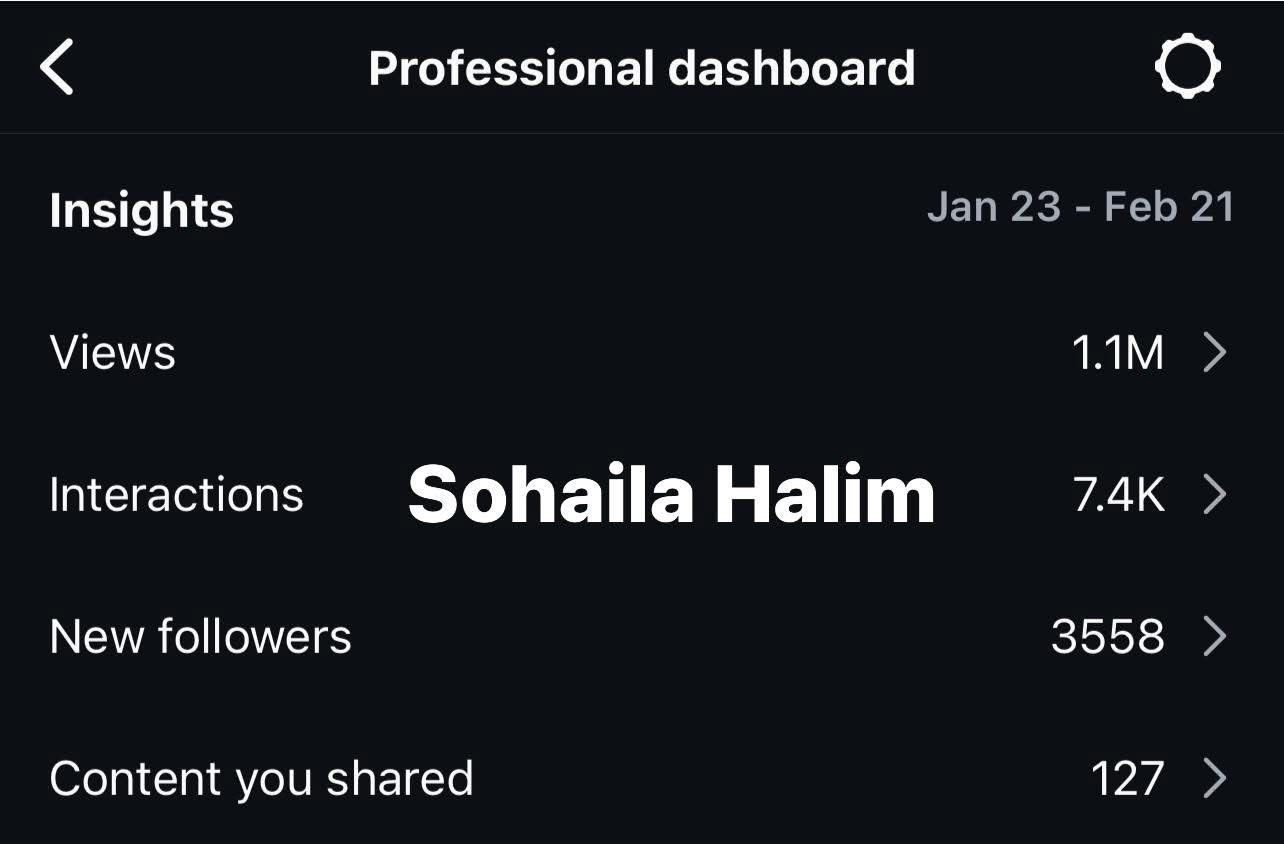 Professional dashboard
Insights Jan 23 - Feb 21
Views 1.1M
Interactions Sohaila Halim 7.4K
New followers 3558
Content you shared 127